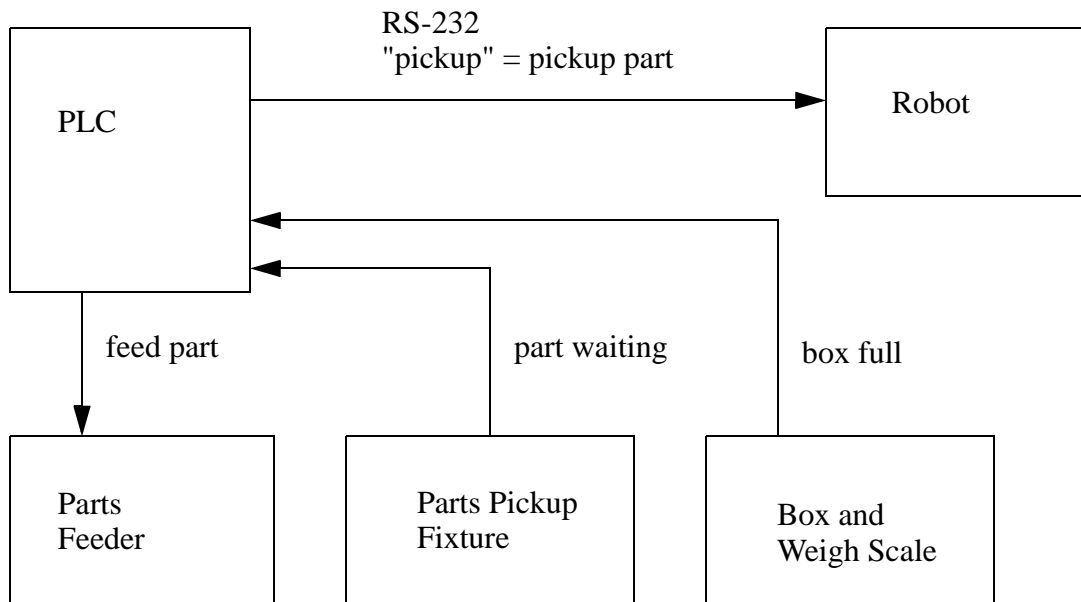 RS-232
"pickup" = pickup part
PLC
Robot
feed part
part waiting
box full
Parts
Feeder
Parts Pickup
Fixture
Box and
Weigh Scale